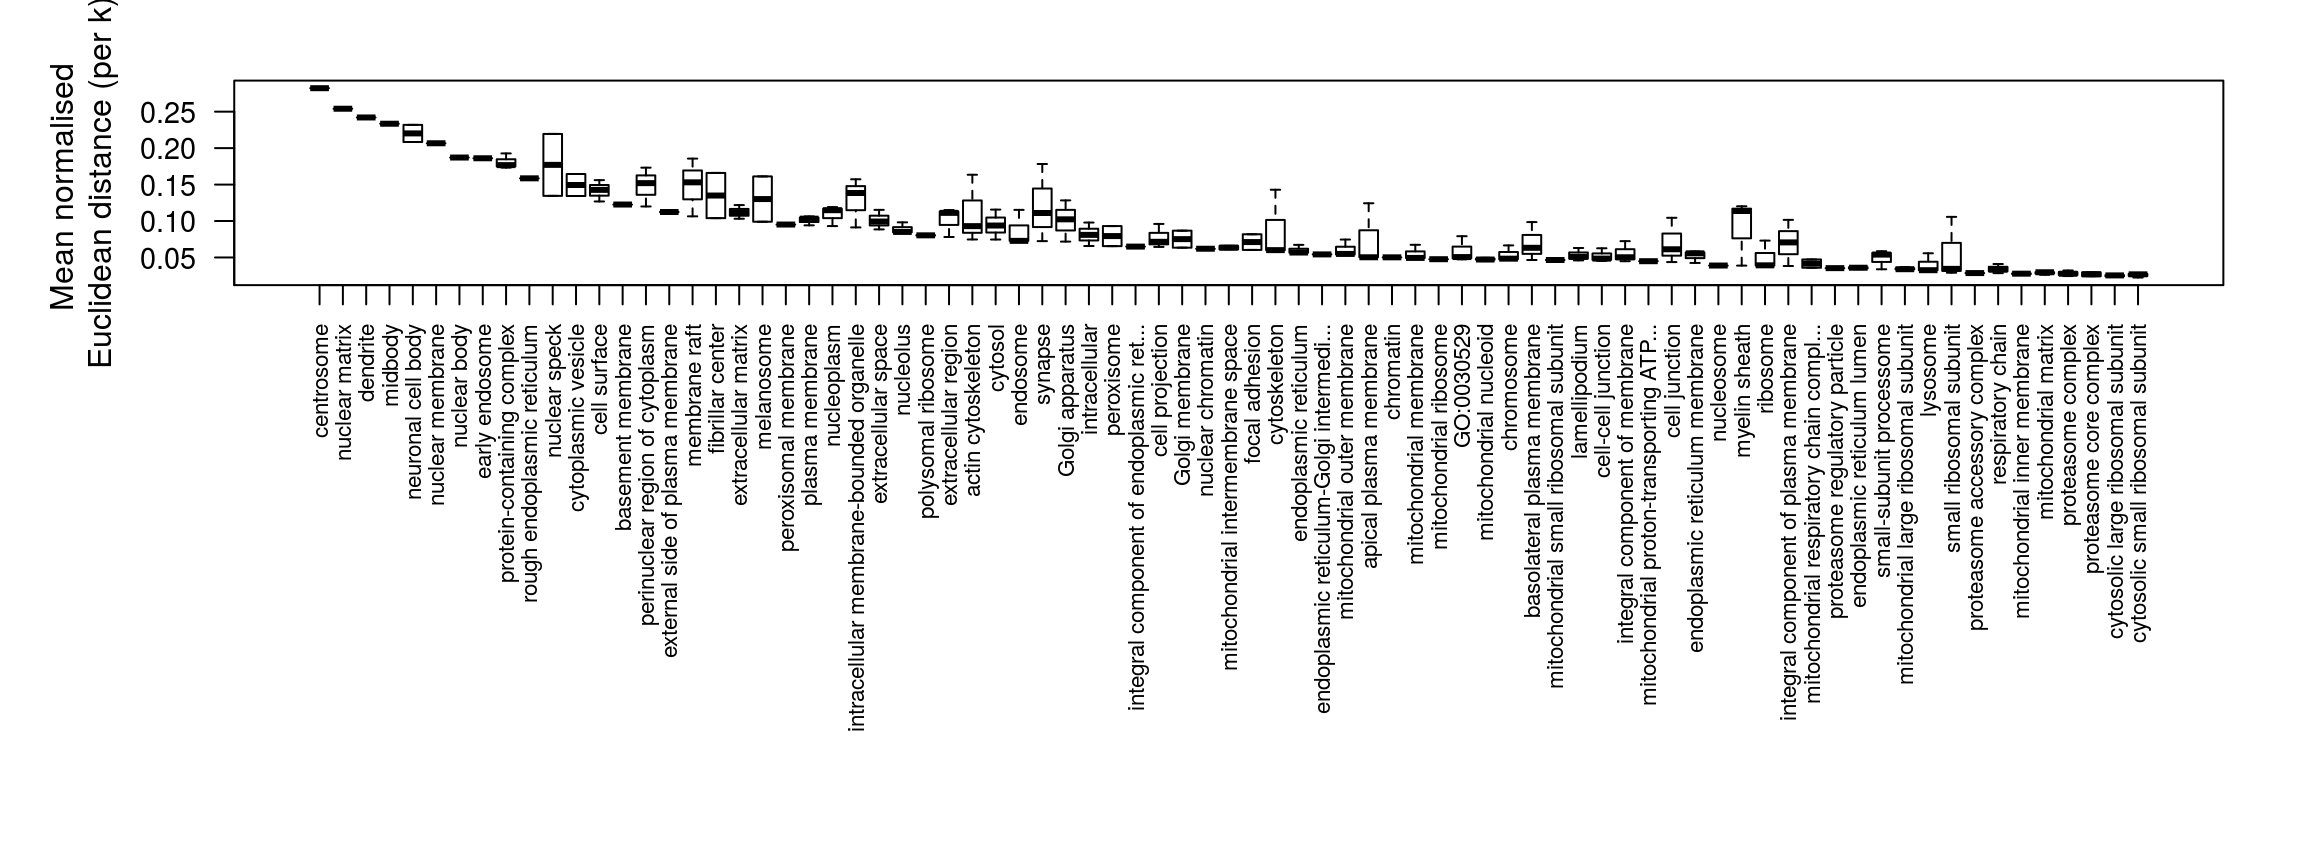 Mean normalised
Euclidean distance (per k)
0.25
0.20
0.15
0.10
0.05
centrosome
nuclear matrix
dendrite
midbody
neuronal cell body
nuclear membrane
nuclear body
early endosome
protein-containing complex
rough endoplasmic reticulum
nuclear speck
cytoplasmic vesicle
cell surface
basement membrane
perinuclear region of cytoplasm
external side of plasma membrane
membrane raft
fibrillar center
extracellular matrix
melanosome
peroxisomal membrane
plasma membrane
nucleoplasm
intracellular membrane-bounded organelle
extracellular space
nucleolus
polysomal ribosome
extracellular region
actin cytoskeleton
cytosol
endosome
synapse
Golgi apparatus
intracellular
peroxisome
integral component of endoplasmic ret...
cell projection
Golgi membrane
nuclear chromatin
mitochondrial intermembrane space
focal adhesion
cytoskeleton
endoplasmic reticulum
endoplasmic reticulum-Golgi intermedi...
mitochondrial outer membrane
apical plasma membrane
chromatin
mitochondrial membrane
mitochondrial ribosome
GO:0030529
mitochondrial nucleoid
chromosome
basolateral plasma membrane
mitochondrial small ribosomal subunit
lamellipodium
cell-cell junction
integral component of membrane
mitochondrial proton-transporting ATP...
cell junction
endoplasmic reticulum membrane
nucleosome
myelin sheath
ribosome
integral component of plasma membrane
mitochondrial respiratory chain compl...
proteasome regulatory particle
endoplasmic reticulum lumen
small-subunit processome
mitochondrial large ribosomal subunit
lysosome
small ribosomal subunit
proteasome accessory complex
respiratory chain
mitochondrial inner membrane
mitochondrial matrix
proteasome complex
proteasome core complex
cytosolic large ribosomal subunit
cytosolic small ribosomal subunit